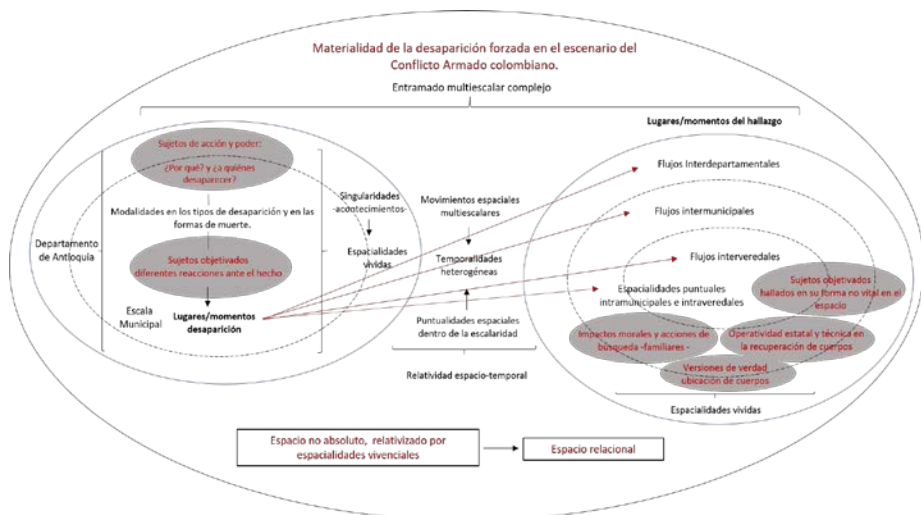 Materialidad de la desaparición forzada en el escenario del
Conflicto Armado colombiano.
Entramado multiescalar complejo
Sujetos de acción y poder:
¿Por qué? y ¿a quiénes
desaparecer?
Modalidades en los tipos de desaparición y en las
formas de muerte.
Departamento
de Antioquia
Sujetos objetivados
diferentes reacciones ante el hecho
Escala
Municipal
Lugares/momentos
desaparición
Singularidades
-acontecimientos-
Espacialidades
vividas
Movimientos espaciales
multiescalares
Temporalidades
heterogéneas
Puntualidades espaciales
dentro de la escalaridad
Relatividad espacio-temporal
Lugares/momentos del hallazgo
Flujos Interdepartamentales
Flujos intermunicipales
Flujos interveredales
Espacialidades puntuales
intramunicipales e intraveredales
Sujetos objetivados
hallados en su forma no vital en el
espacio
Impactos morales y acciones de
búsqueda -familiares -
Operatividad estatal y técnica en
la recuperación de cuerpos
Versiones de verdad
ubicación de cuerpos
Espacialidades vividas
Espacio no absoluto, relativizado por
espacialidades vivenciales
Espacio relacional